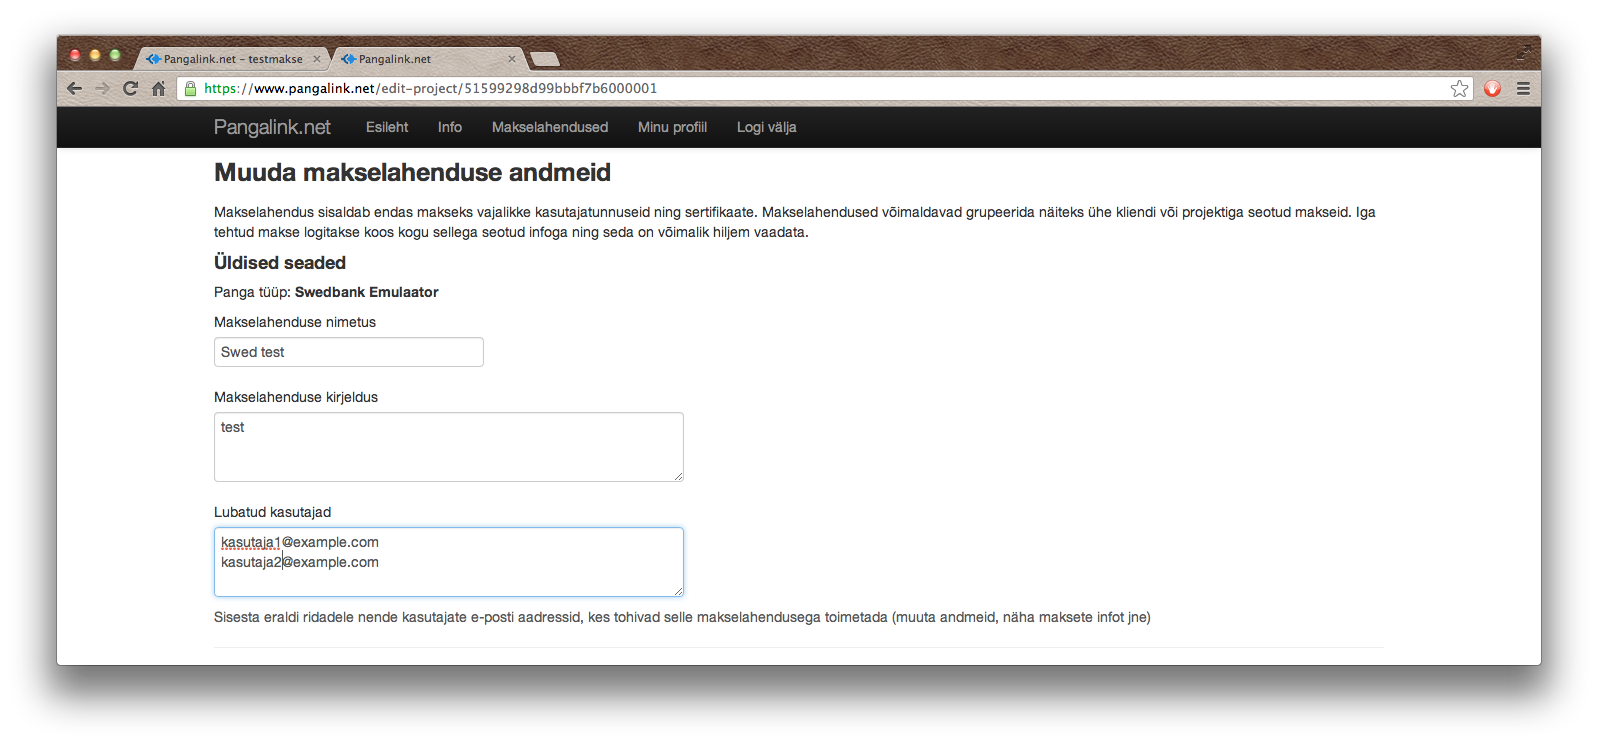 Pangalink.net - testmakse
Pangalink.net
https://www.pangalink.net/edit-project/51599298d99bbbf7b6000001
Pangalink.net Esileht Info Makselahendused Minu profiil Logi välja
Muuda makselahenduse andmeid
Makselahendus sisaldab endas makseks vajalikke kasutajatunnuseid ning sertifikaate. Makselahendused võimaldavad grupeerida näiteks ühe kliendi või projektiga seotud makseid. Iga
tehtud makse logitakse koos kogu sellega seotud infoga ning seda on võimalik hiljem vaadata.
Üldised seaded
Panga tüüp: Swedbank Emulaator
Makselahenduse nimetus
Swed test
Makselahenduse kirjeldus
test
Lubatud kasutajad
kasutaja1@example.com
kasutaja2@example.com
Sisesta eraldi ridadele nende kasutajate e-posti aadressid, kes tohivad selle makselahendusega toimetada (muuta andmeid, näha maksete infot jne)